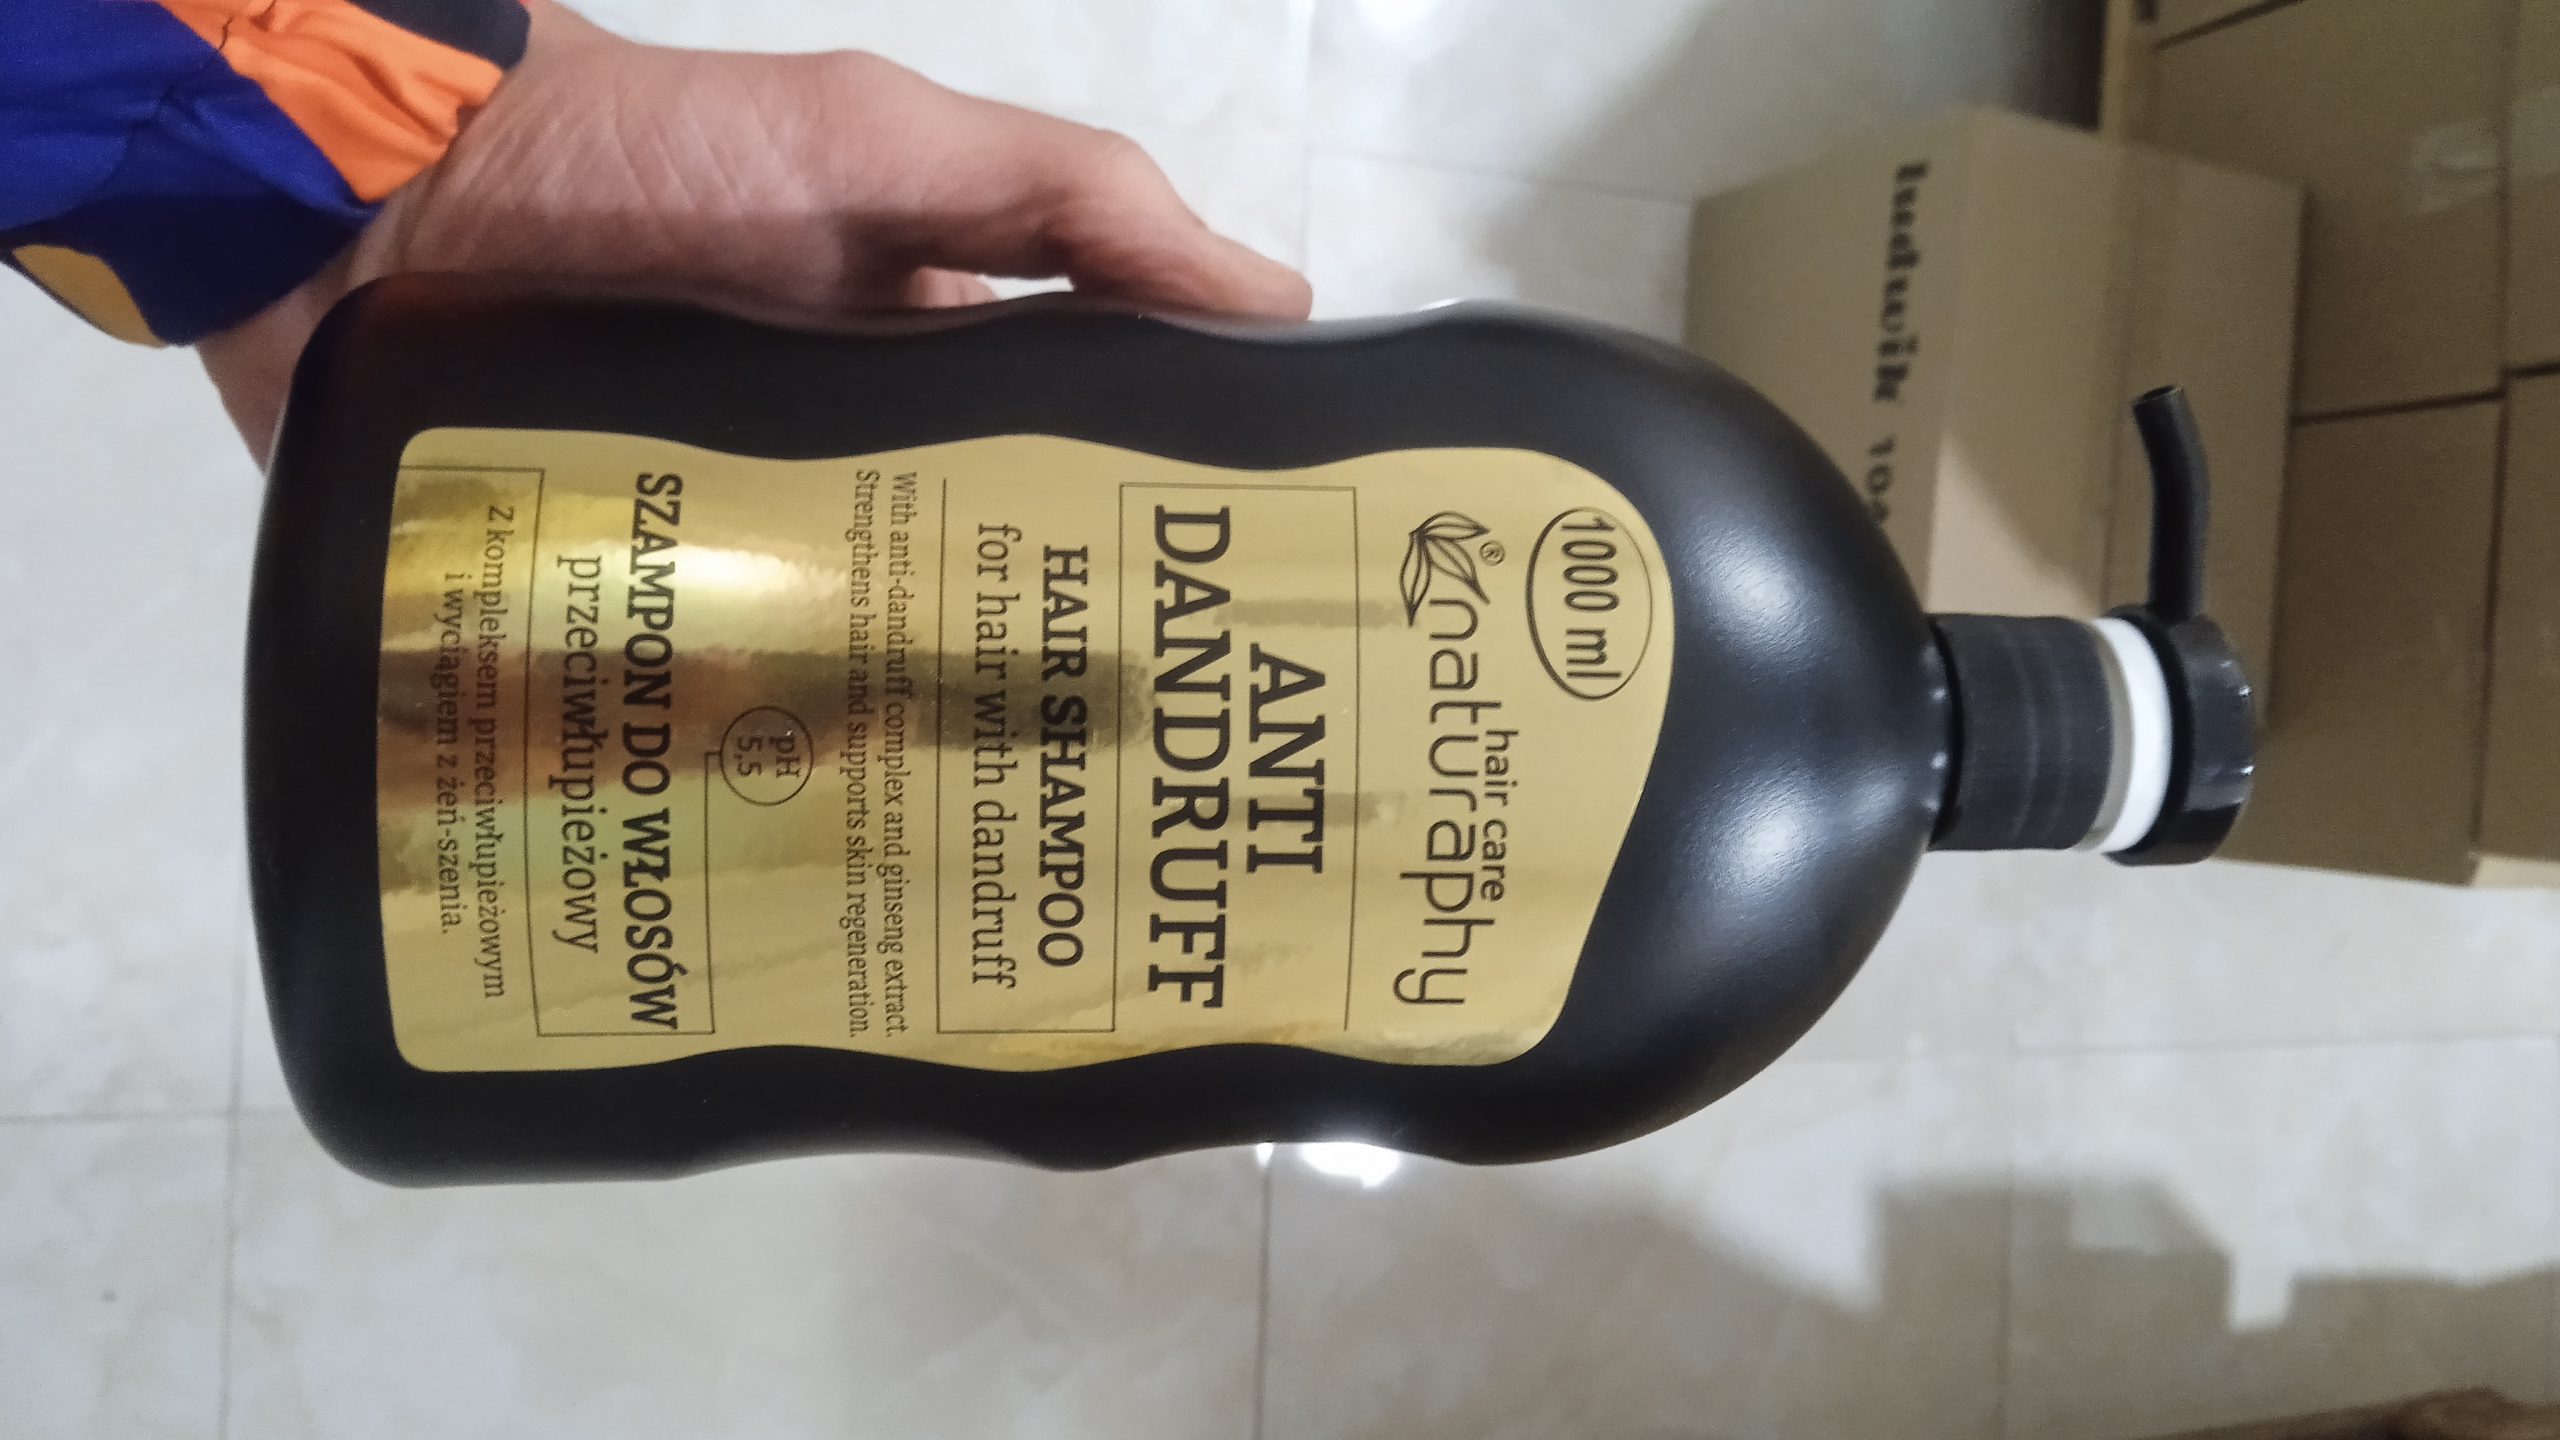 1000 ml
®
naturaphy
hair care
ANTI
DANDRUFF
HAIR SHAMPOO
for hair with dandruff
With anti-dandruff complex and ginseng extract.
Strengthens hair and supports skin regeneration.
pH
5,5
SZAMPON DO WŁOSÓW
przeciwłupieżowy
Z kompleksem przeciwłupieżowym
i wyciągiem z żeń-szenia.
ludwik